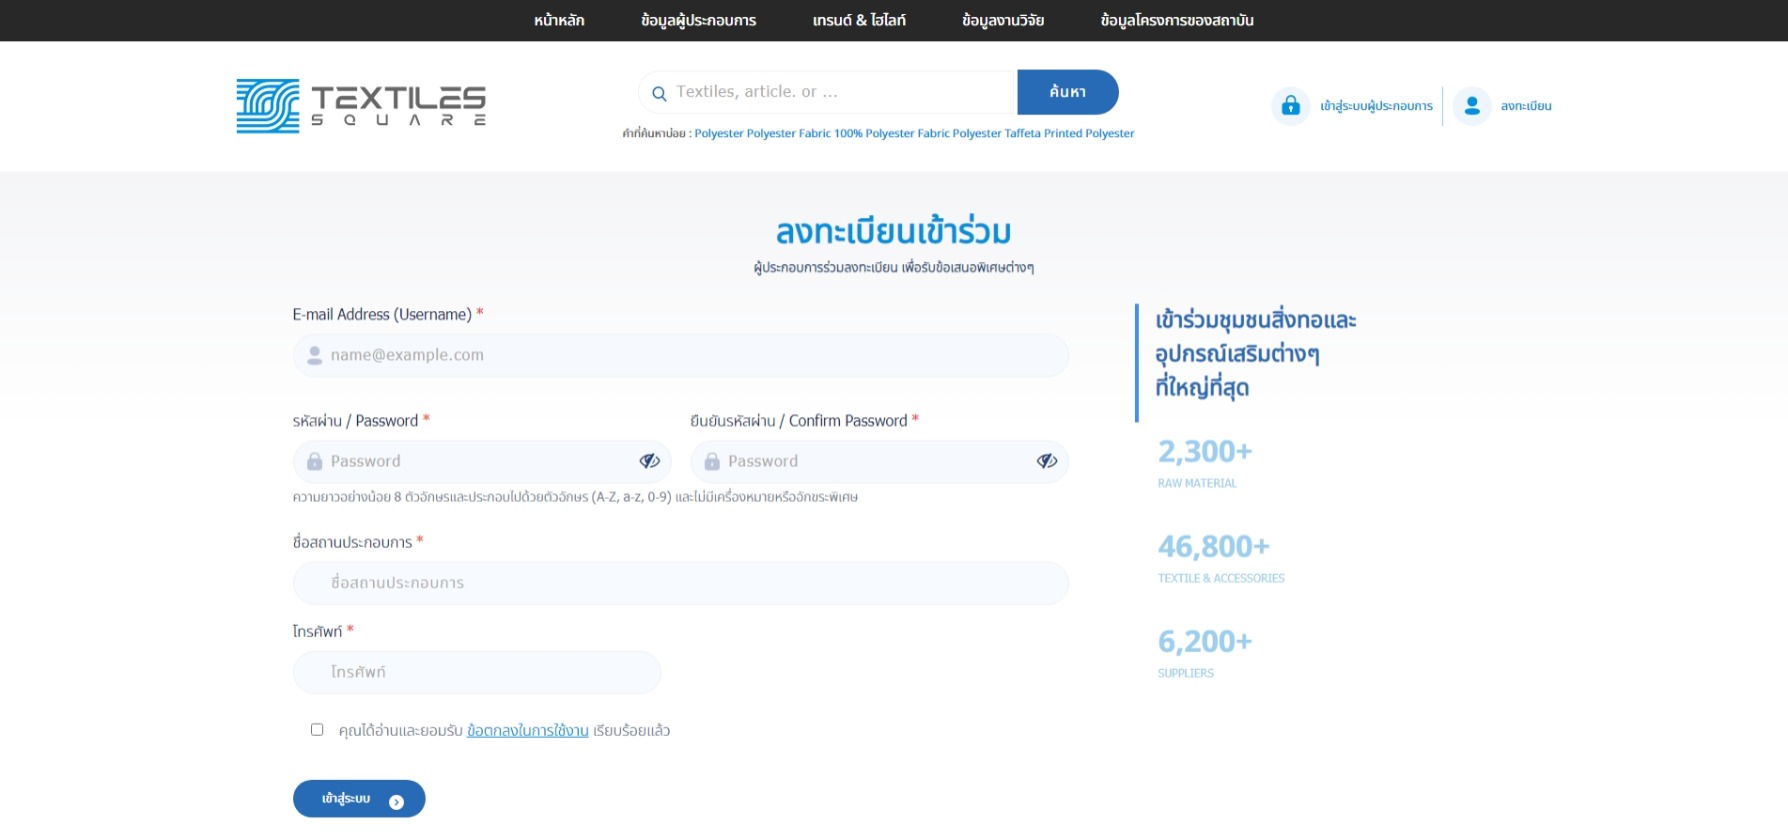 หน้าหลัก ข้อมูลผู้ประกอบการ เทรนด์ & ไฮไลท์ ข้อมูลงานวิจัย ข้อมูลโครงการของสถาบัน
TEXTILES
SQUARE
Textiles, article. or ...
ค้นหา
คำที่ค้นหาบ่อย : Polyester Polyester Fabric 100% Polyester Fabric Polyester Taffeta Printed Polyester
เข้าสู่ระบบผู้ประกอบการ
ลงทะเบียน
ลงทะเบียนเข้าร่วม
ผู้ประกอบการร่วมลงทะเบียน เพื่อรับข้อเสนอพิเศษต่างๆ
E-mail Address (Username) *
name@example.com
รหัสผ่าน / Password * ยืนยันรหัสผ่าน / Confirm Password *
Password Password
ความยาวอย่างน้อย 8 ตัวอักษรและประกอบไปด้วยตัวอักษร (A-Z, a-z, 0-9) และไม่มีเครื่องหมายหรืออักขระพิเศษ
ชื่อสถานประกอบการ *
ชื่อสถานประกอบการ
โทรศัพท์ *
โทรศัพท์
คุณได้อ่านและยอมรับ ข้อตกลงในการใช้งาน เรียบร้อยแล้ว
เข้าสู่ระบบ
เข้าร่วมชุมชนสิ่งทอและ
อุปกรณ์เสริมต่างๆ
ที่ใหญ่ที่สุด
2,300+
RAW MATERIAL
46,800+
TEXTILE & ACCESSORIES
6,200+
SUPPLIERS